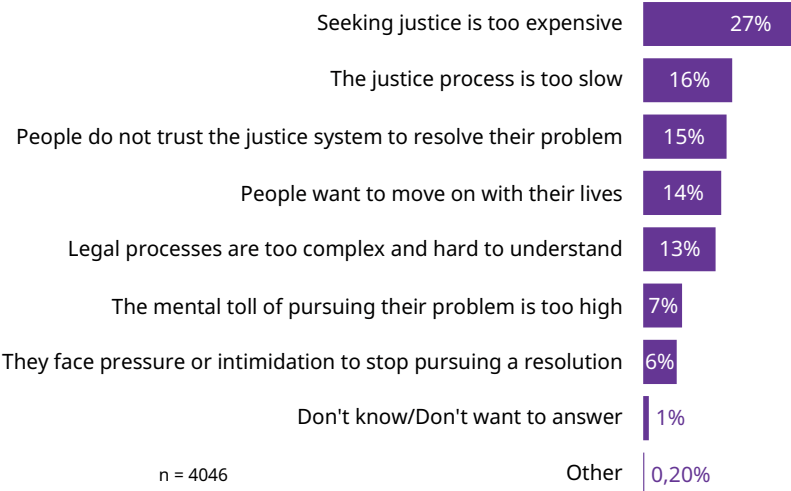 Seeking justice is too expensive 27%
The justice process is too slow 16%
People do not trust the justice system to resolve their problem 15%
People want to move on with their lives 14%
Legal processes are too complex and hard to understand 13%
The mental toll of pursuing their problem is too high 7%
They face pressure or intimidation to stop pursuing a resolution 6%
Don't know/Don't want to answer 1%
n = 4046 Other 0,20%